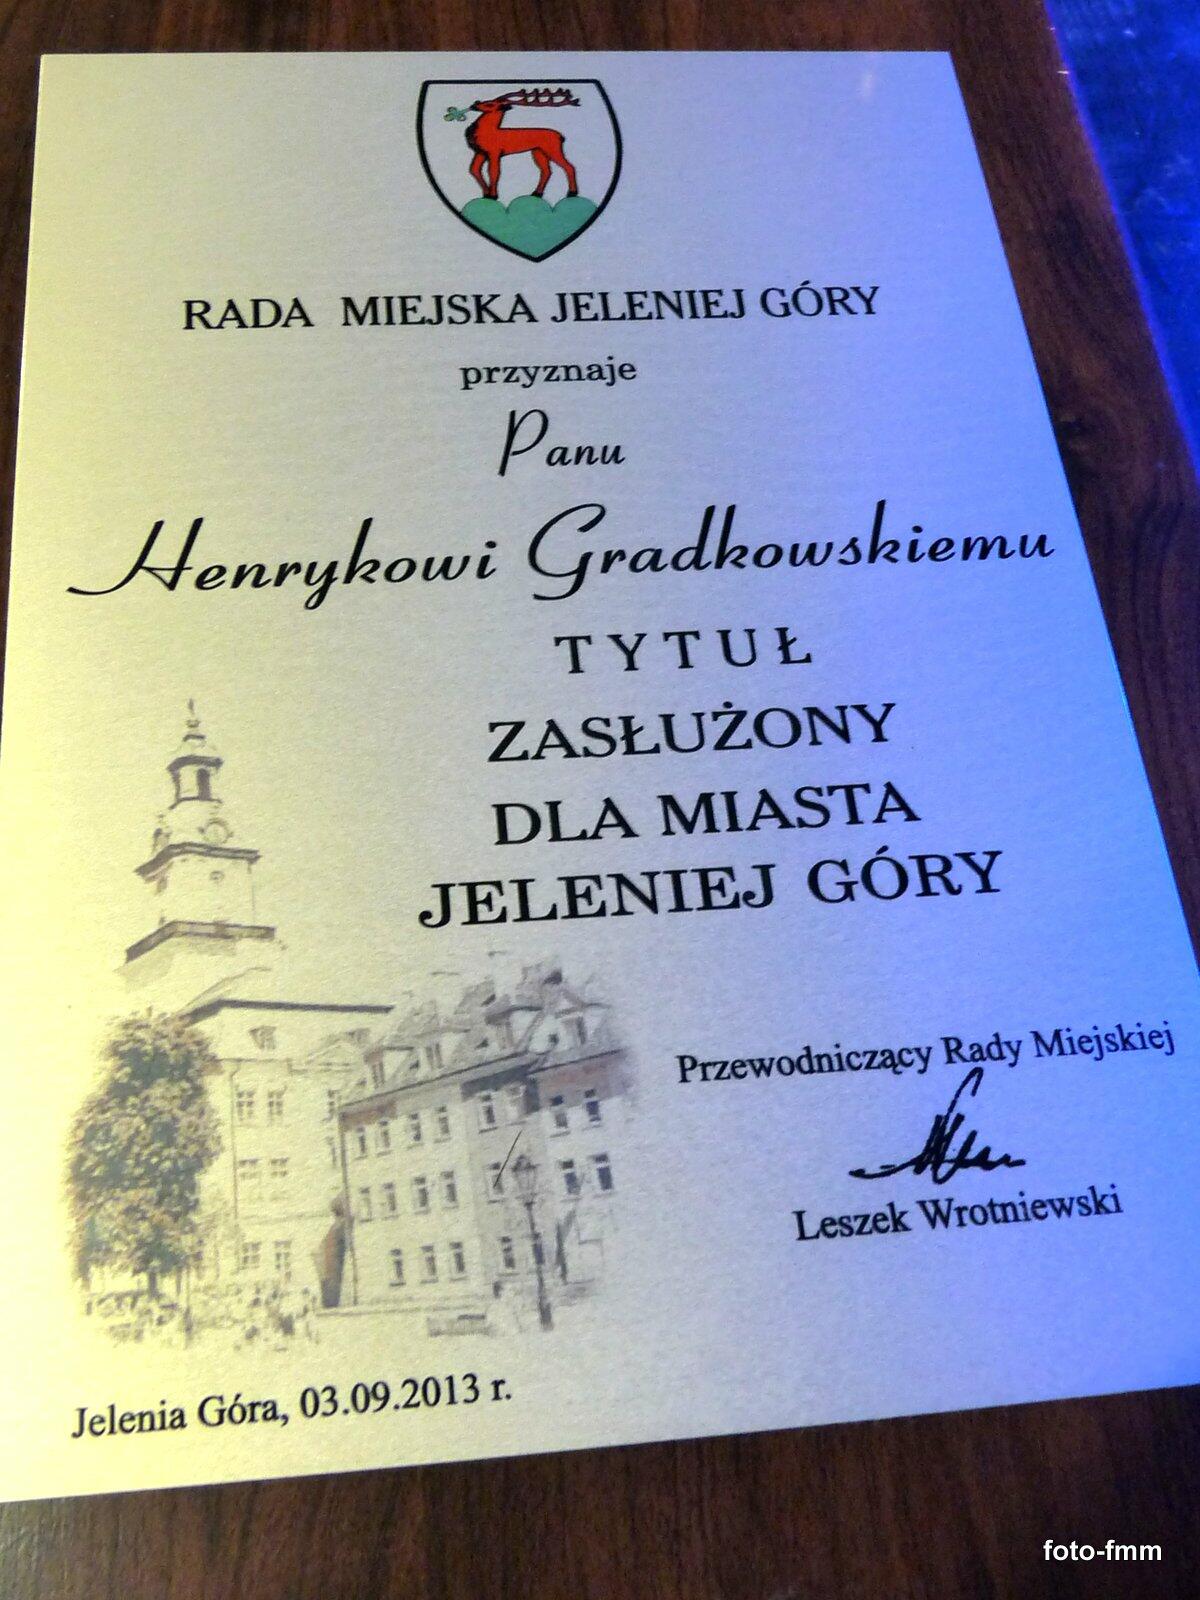 RADA MIEJSKA JELENIEJ GÓRY
przyznaje
Panu
Henrykowi Gradkowskiemu
TYTUŁ
ZASŁUŻONY
DLA MIASTA
JELENIEJ GÓRY
Przewodniczący Rady Miejskiej
Leszek Wrotniewski
Jelenia Góra, 03.09.2013 r.
foto-fmm